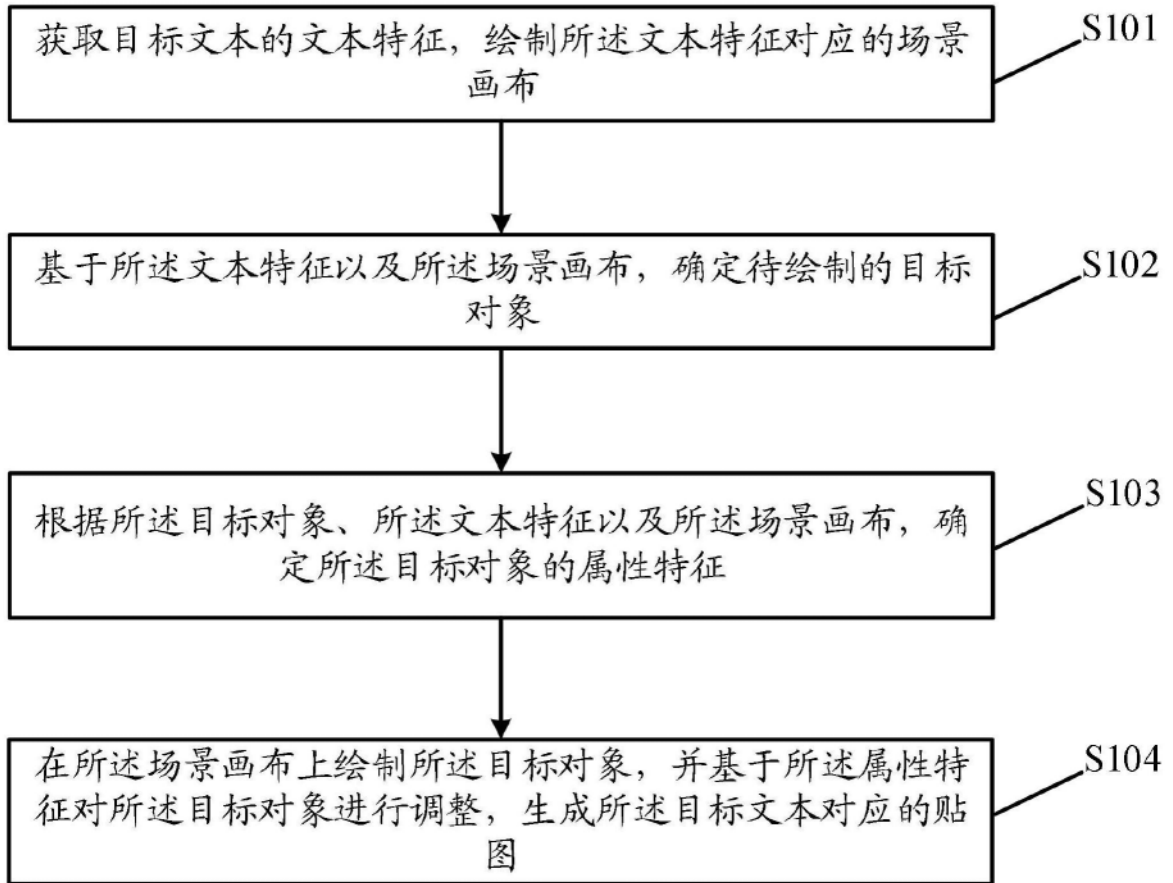 获取目标文本的文本特征，绘制所述文本特征对应的场景
画布
S101
基于所述文本特征以及所述场景画布，确定待绘制的目标
对象
S102
根据所述目标对象、所述文本特征以及所述场景画布，确
定所述目标对象的属性特征
S103
在所述场景画布上绘制所述目标对象，并基于所述属性特
征对所述目标对象进行调整，生成所述目标文本对应的贴
图
S104